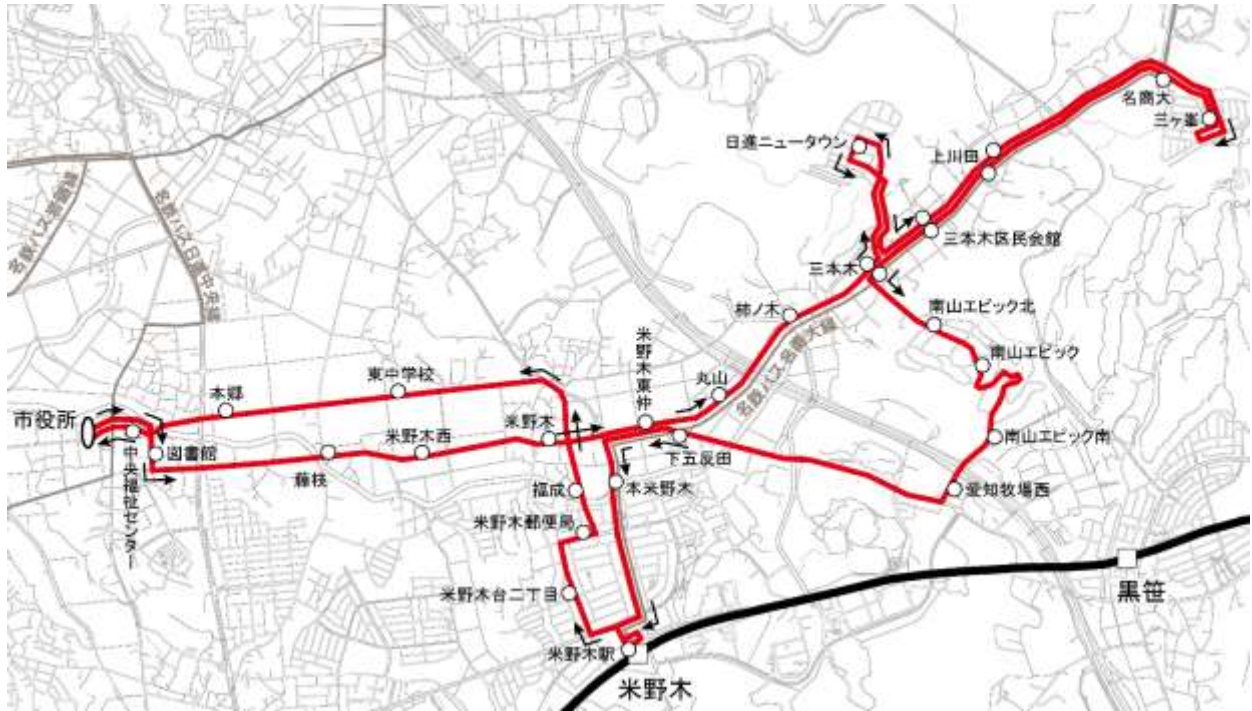 名商大
三ヶ峯
日進ニュータウン
上川田
三本木区民会館
三本木
名鉄バス日進中央線
南山エピック北
柿ノ木
名鉄バス名商大線
南山エピック
米野木東仲
丸山
東中学校
本郷
市役所
米野木
米野木西
南山エピック南
図書館
下五反田
中央福祉センター
藤枝
本米野木
福成
愛知牧場西
米野木郵便局
黒笹
米野木台二丁目
米野木駅
米野木